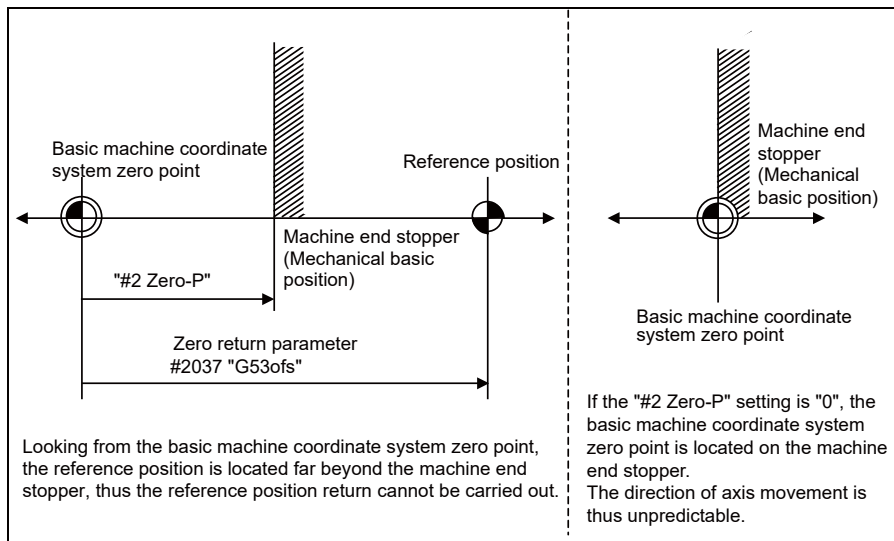 Basic machine coordinate
system zero point
Reference position
Machine end stopper
(Mechanical basic
position)
"#2 Zero-P"
Zero return parameter
#2037 "G53ofs"
Looking from the basic machine coordinate system zero point,
the reference position is located far beyond the machine end
stopper, thus the reference position return cannot be carried out.
Machine end
stopper
(Mechanical
basic position)
Basic machine coordinate
system zero point
If the "#2 Zero-P" setting is "0", the
basic machine coordinate system
zero point is located on the machine
end stopper.
The direction of axis movement is
thus unpredictable.